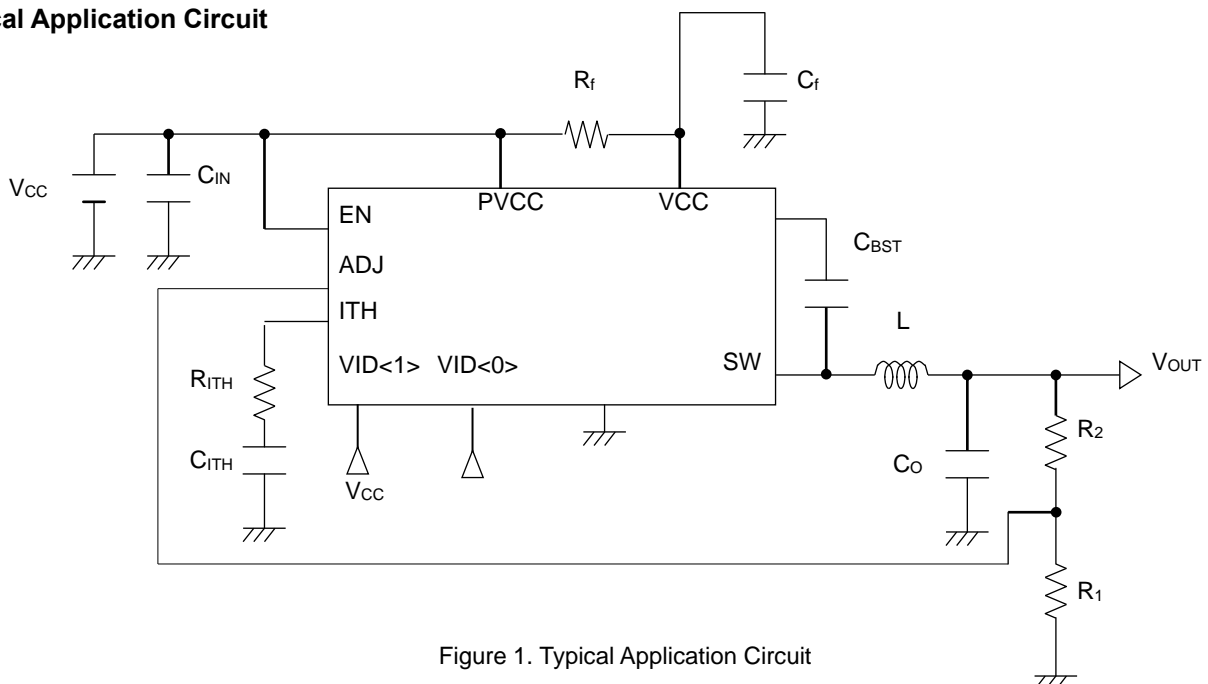 cal Application Circuit
Rf
Cf
VCC
CIN
PVCC
VCC
EN
CBST
ADJ
ITH
L
RITH
VID<1> VID<0>
SW
VOUT
R2
CITH
VCC
CO
R1
Figure 1. Typical Application Circuit